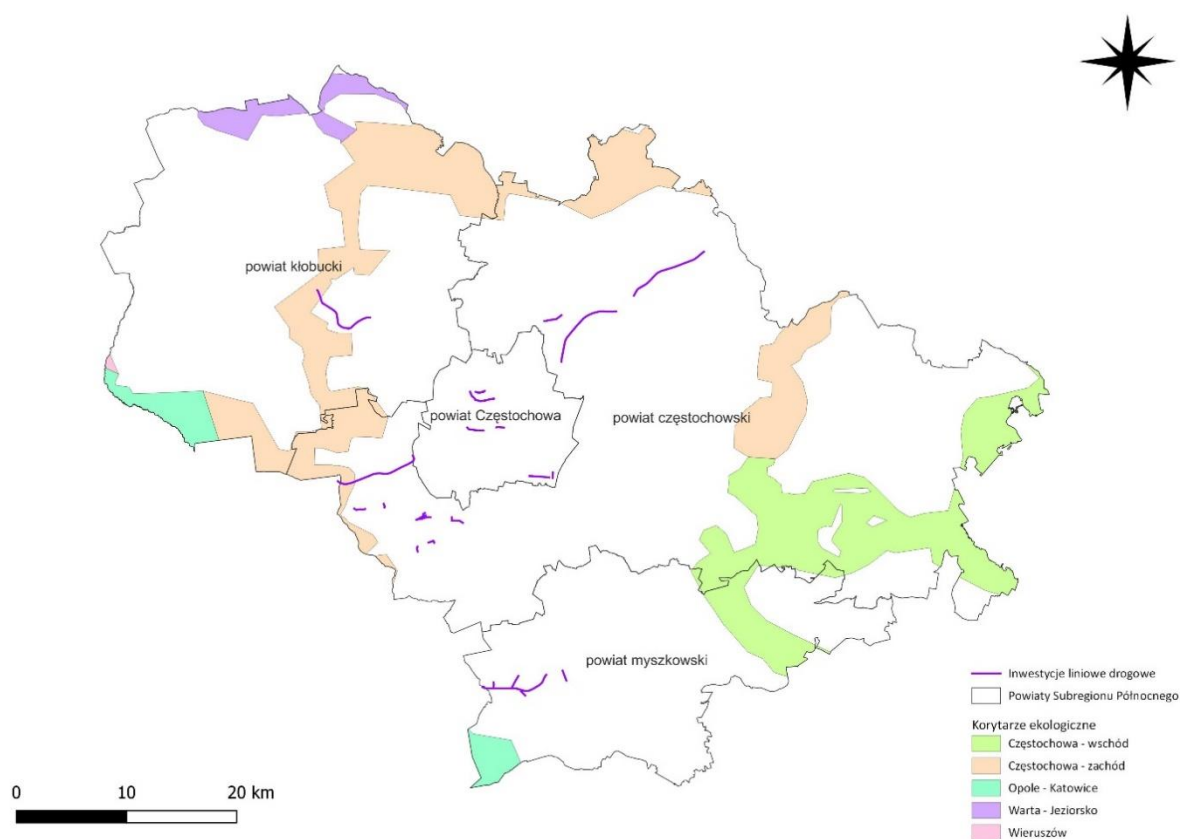 powiat kłobucki
powiat Częstochowa
powiat częstochowski
powiat myszkowski
0 10 20 km
Inwestycje liniowe drogowe
Powiaty Subregionu Północnego
Korytarze ekologiczne
Częstochowa - wschód
Częstochowa - zachód
Opole - Katowice
Warta - Jeziorsko
Wieruszów